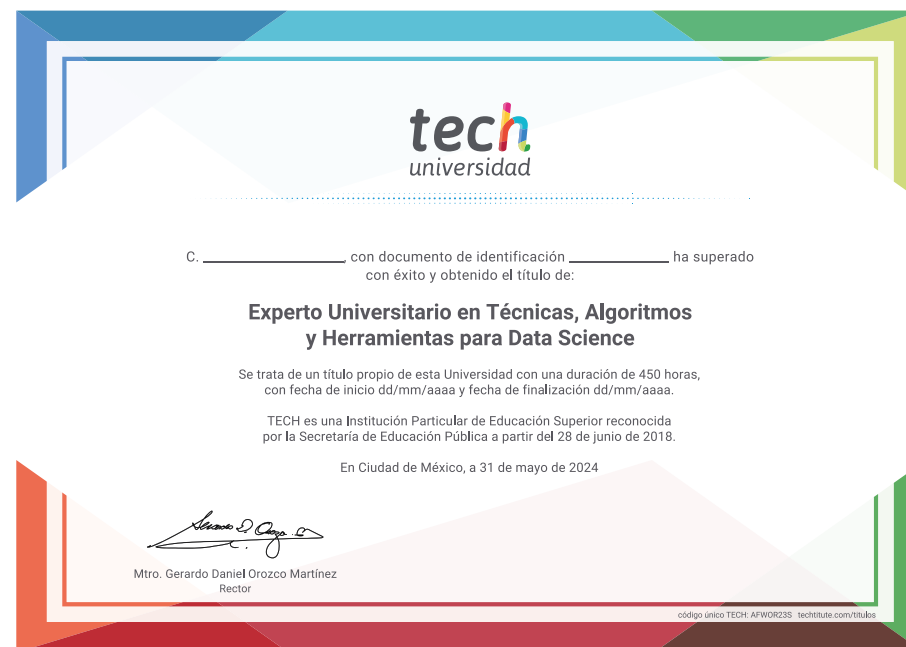 tech
universidad
C. ____________, con documento de identificación ____________ ha superado
con éxito y obtenido el título de:
Experto Universitario en Técnicas, Algoritmos
y Herramientas para Data Science
Se trata de un título propio de esta Universidad con una duración de 450 horas,
con fecha de inicio dd/mm/aaaa y fecha de finalización dd/mm/aaaa.
TECH es una Institución Particular de Educación Superior reconocida
por la Secretaría de Educación Pública a partir del 28 de junio de 2018.
En Ciudad de México, a 31 de mayo de 2024
Mtro. Gerardo Daniel Orozco Martínez
Rector
código único TECH: AFWOR23S techtitute.com/titulos